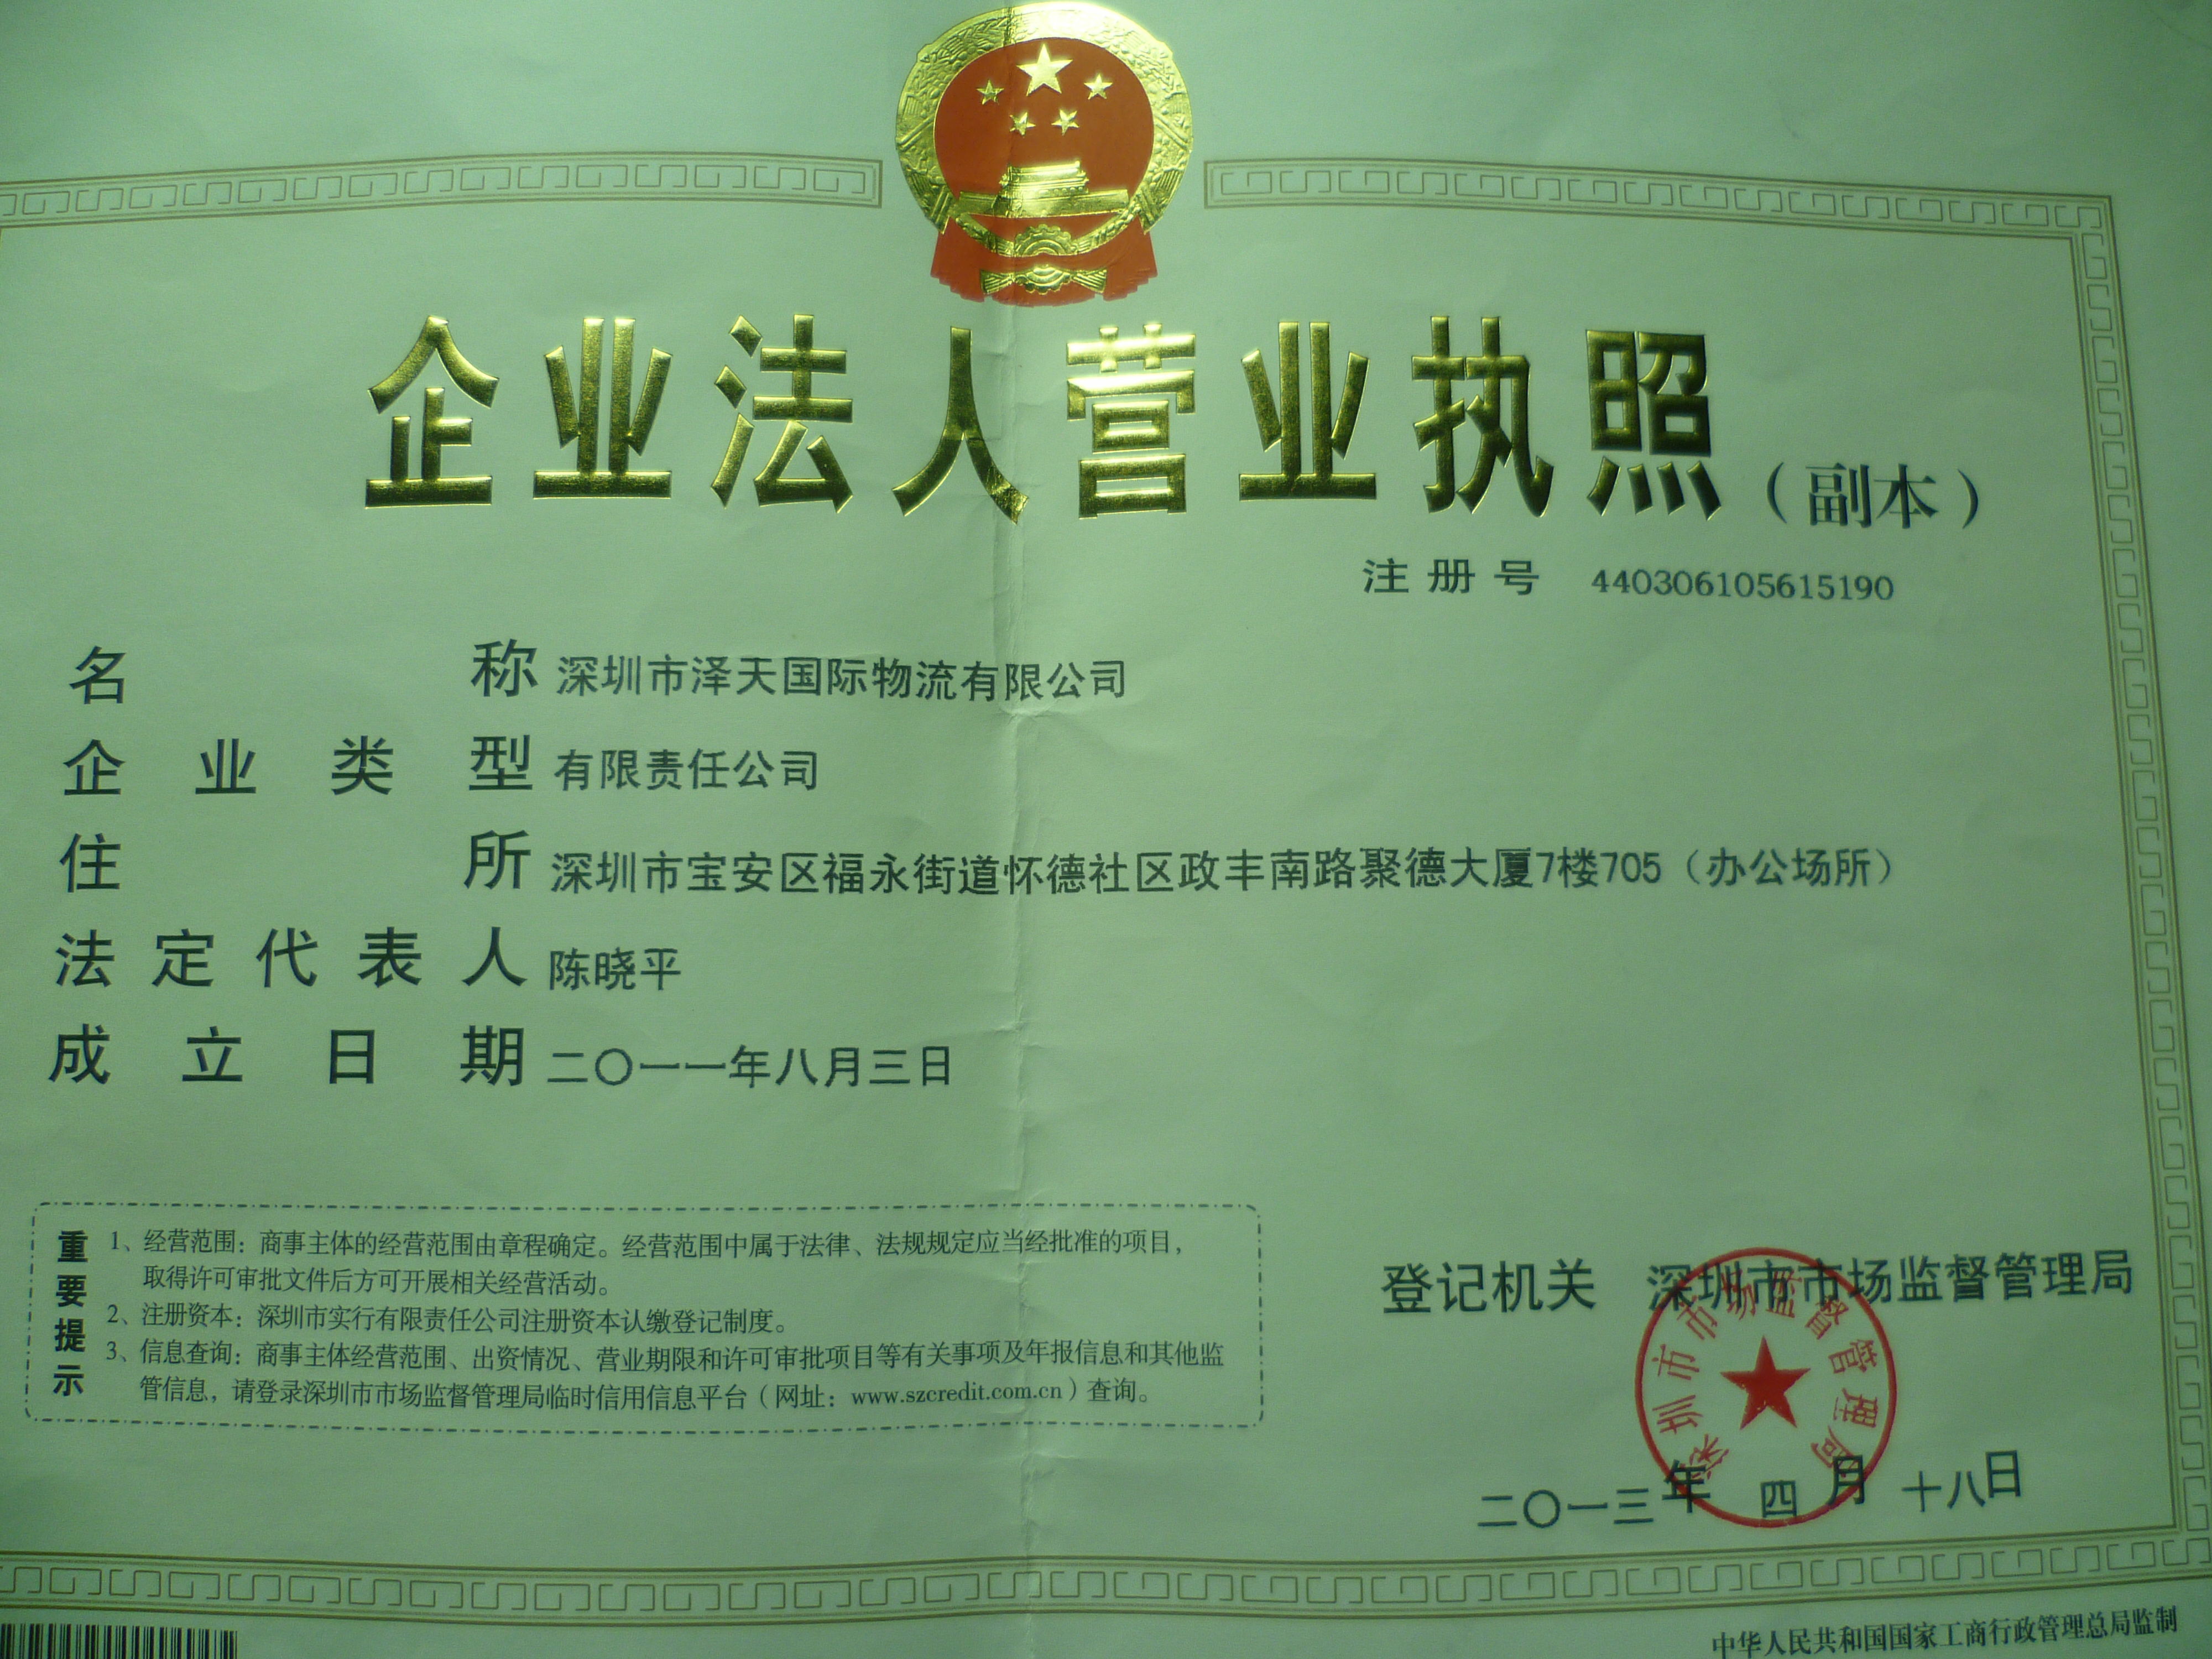 企业法人营业执照（副本）
注册号 440306105615190
名称 深圳市泽天国际物流有限公司
企业类型 有限责任公司
住所 深圳市宝安区福永街道怀德社区政丰南路聚德大厦7楼705（办公场所）
法定代表人 陈晓平
成立日期 二〇一一年八月三日
重要提示
1、经营范围：商事主体的经营范围由章程确定。经营范围中属于法律、法规规定应当经批准的项目，
取得许可审批文件后方可开展相关经营活动。
2、注册资本：深圳市实行有限责任公司注册资本认缴登记制度。
3、信息查询：商事主体经营范围、出资情况、营业期限和许可审批项目等有关事项及年报信息和其他监
管信息，请登录深圳市市场监督管理局临时信用信息平台（网址：www.szcredit.com.cn）查询。
登记机关 深圳市市场监督管理局
深圳市市场监督管理局
二〇一三年四月十八日
中华人民共和国国家工商行政管理总局监制